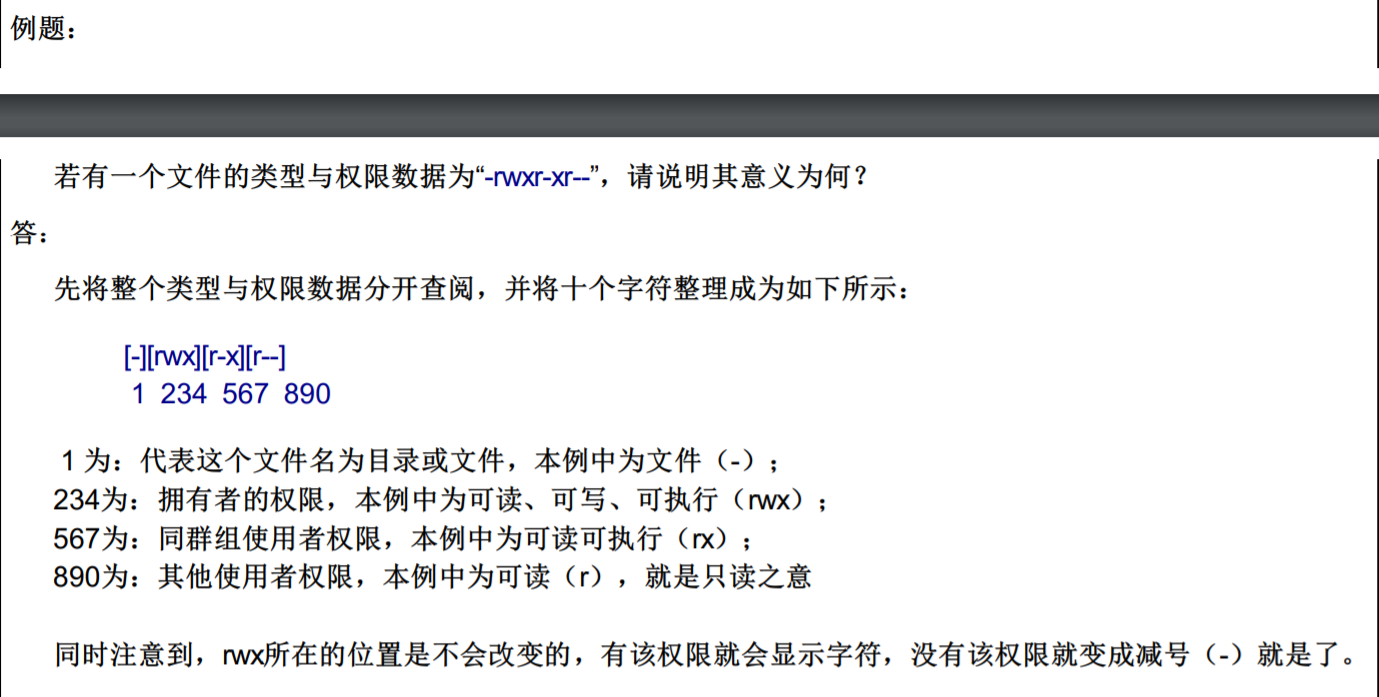 例题：
若有一个文件的类型与权限数据为“-rwxr-xr--”，请说明其意义为何？
答：
先将整个类型与权限数据分开查阅，并将十个字符整理成为如下所示：
[-][rwx][r-x][r--]
1 234 567 890
1 为：代表这个文件名为目录或文件，本例中为文件（-）；
234为：拥有者的权限，本例中为可读、可写、可执行（rwx）；
567为：同群组使用者权限，本例中为可读可执行（rx）；
890为：其他使用者权限，本例中为可读（r），就是只读之意
同时注意到，rwx所在的位置是不会改变的，有该权限就会显示字符，没有该权限就变成减号（-）就是了。